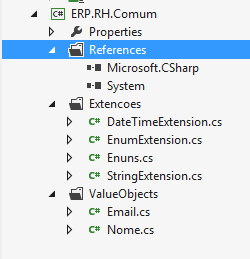 C# ERP.RH.Comum
Properties
References
Microsoft.CSharp
System
Extencoes
C# DateTimeExtension.cs
C# EnumExtension.cs
C# Enuns.cs
C# StringExtension.cs
ValueObjects
C# Email.cs
C# Nome.cs